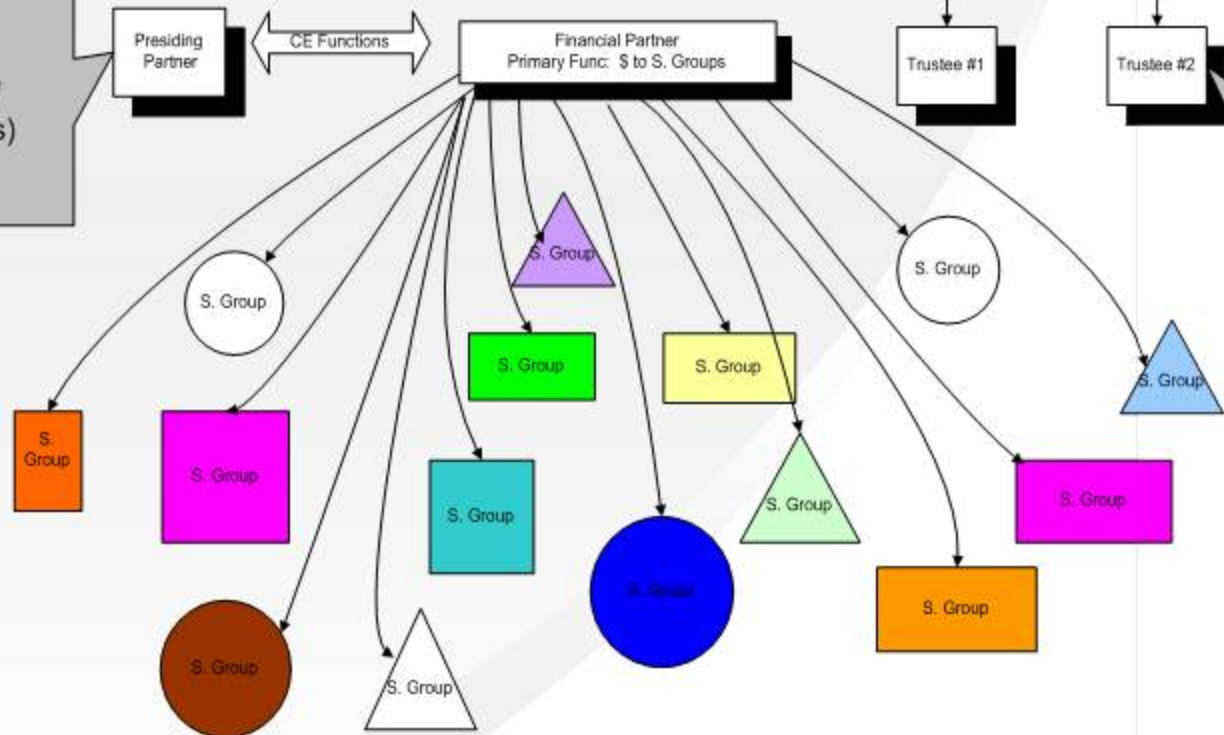 s)
Presiding
Partner
CE Functions
Financial Partner
Primary Func:  $ to S. Groups
Trustee #1
Trustee #2
S. Group
S. Group
S. Group
S. Group
S. Group
S. Group
S. Group
S. Group
S.
Group
S. Group
S. Group
S. Group
S. Group
S. Group
S. Group
S. Group